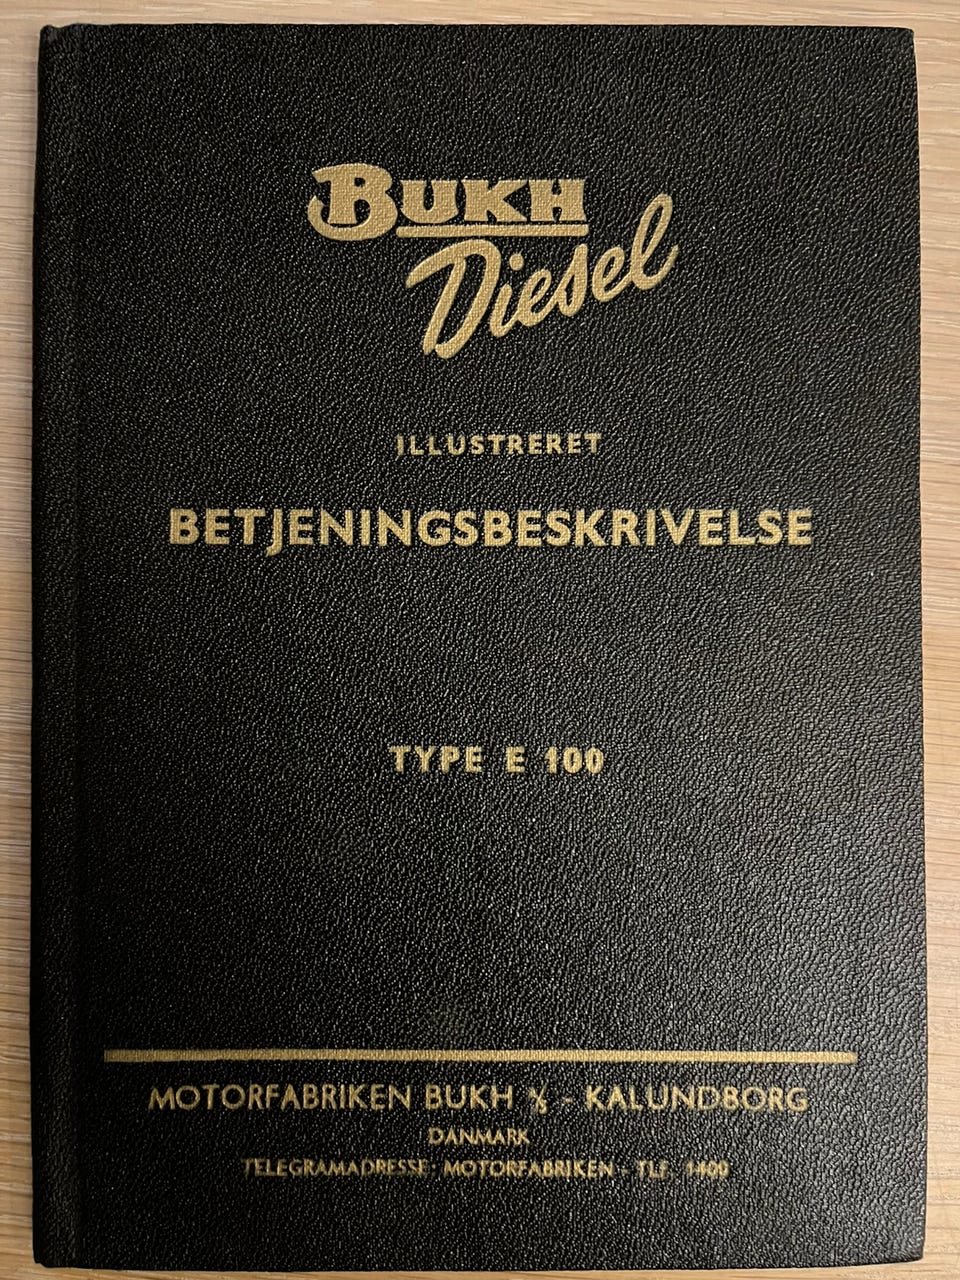 BUKH
Diesel
ILLUSTRERET
BETJENINGSBESKRIVELSE
TYPE E 100
MOTORFABRIKEN BUKH A/S - KALUNDBORG
DANMARK
TELEGRAMADRESSE: MOTORFABRIKEN - TLF. 1400